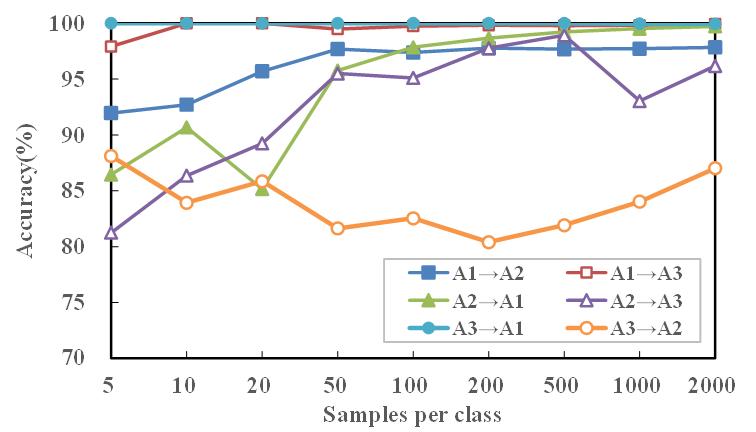 100
95
90
85
80
75
70
Accuracy(%)
A1→A2
A1→A3
A2→A1
A2→A3
A3→A1
A3→A2
5 10 20 50 100 200 500 1000 2000
Samples per class